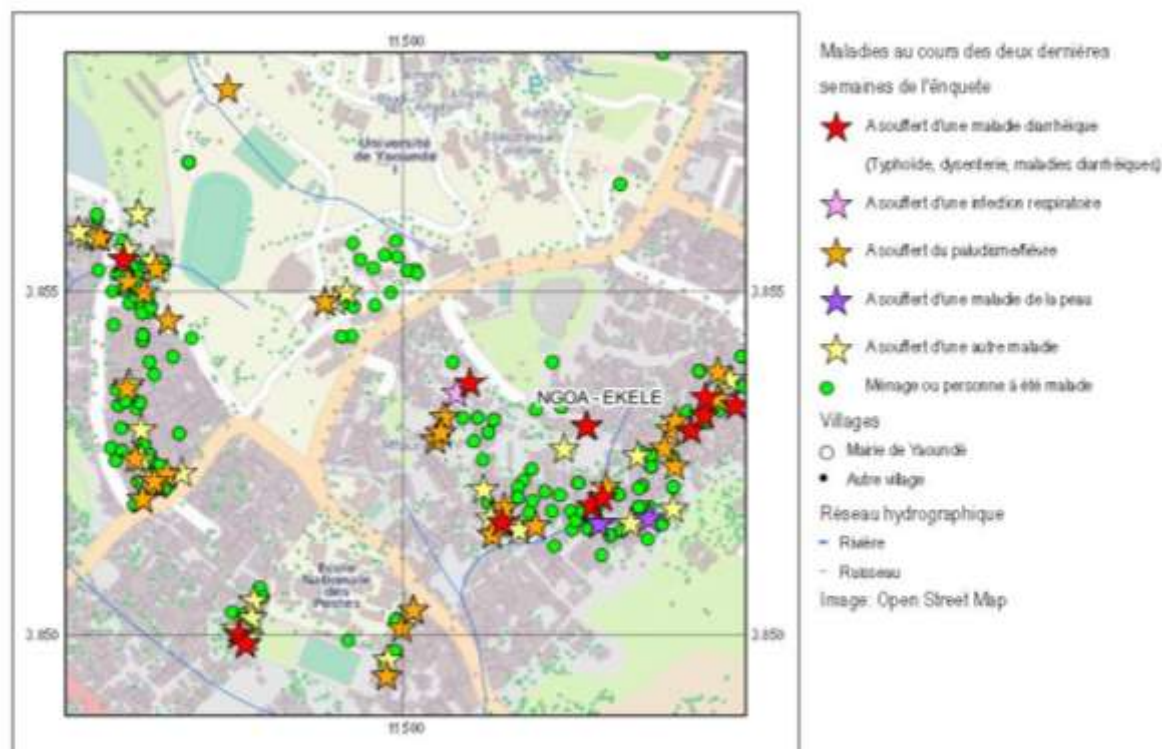 11.500
Maladies au cours des deux dernières
semaines de l'énquete
A souffert d'une maladie diarrhéique
(Typhoïde, dysenterie, maladies diarrhéiques)
A souffert d'une infection respiratoire
A souffert du paludisme/fièvre
A souffert d'une maladie de la peau
A souffert d'une autre maladie
Ménage ou personne à été malade
Villages
Mairie de Yaoundé
Autre village
Réseau hydrographique
Rivière
Ruisseau
Image: Open Street Map
Université
de Yaoundé
I
3.855
3.855
NGOA - EKELE
École
Nationale
des
Postes
3.850
3.850
11.500